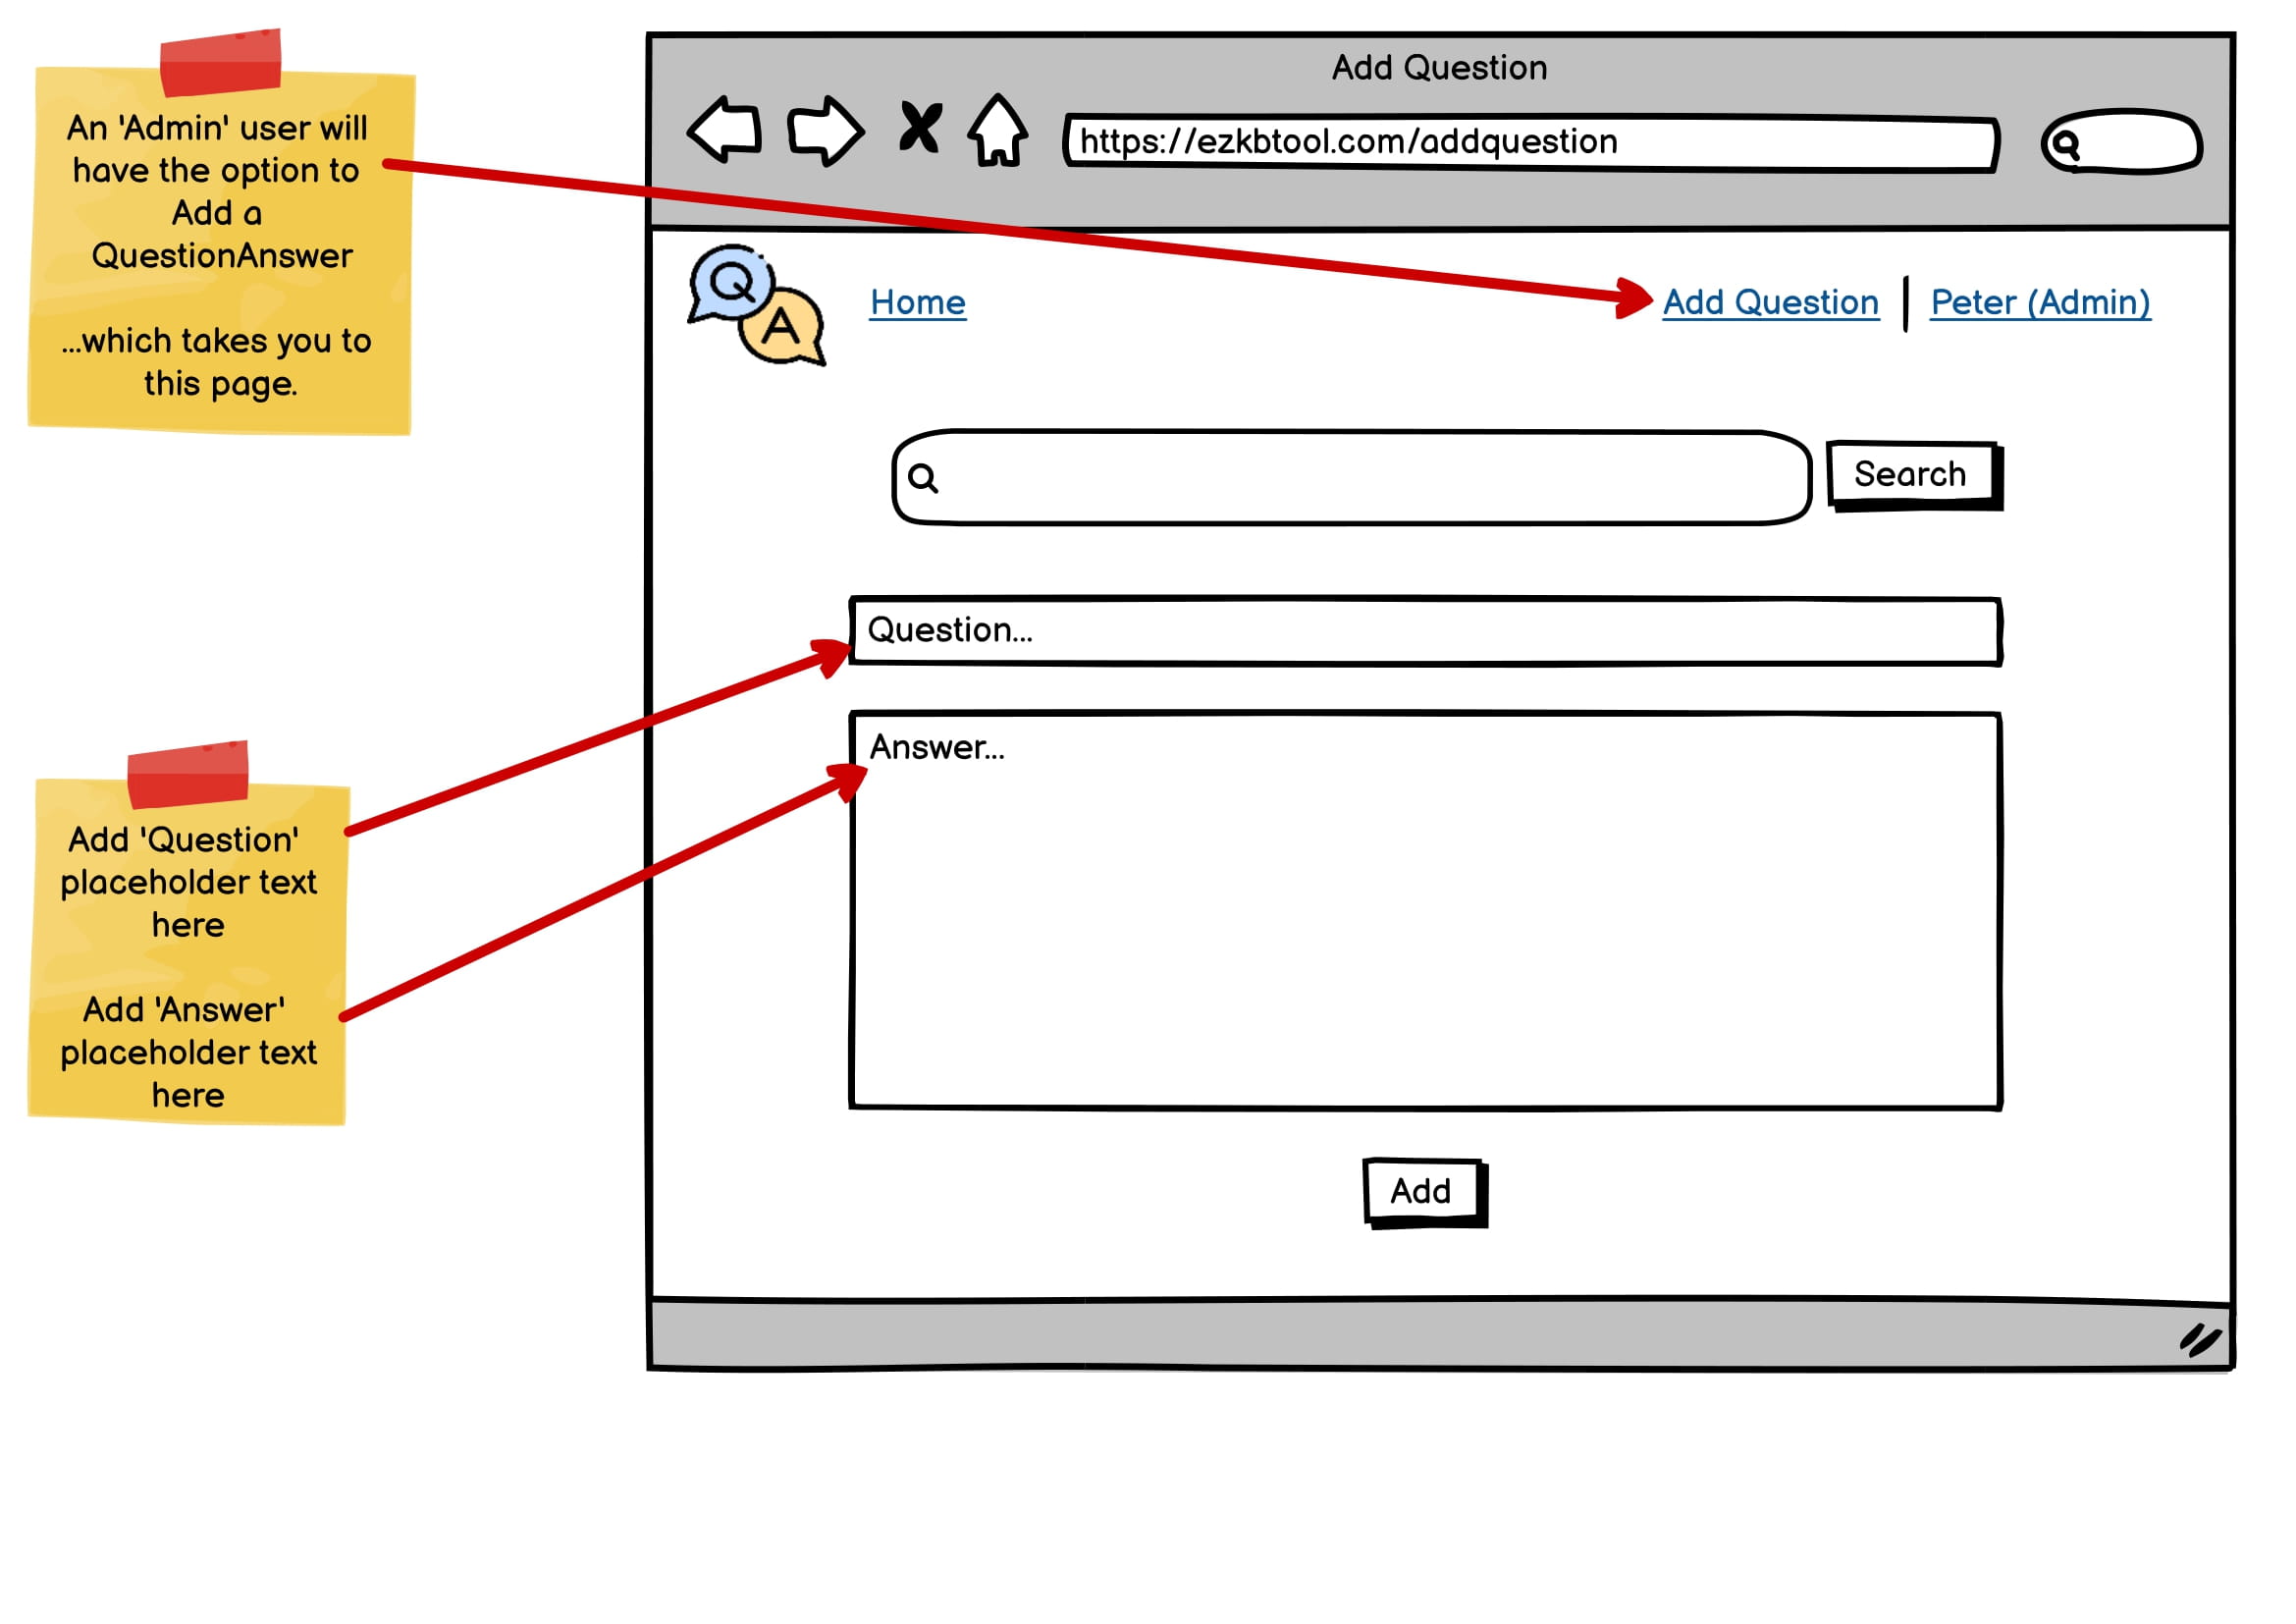 An 'Admin' user will
have the option to
Add a
QuestionAnswer
...which takes you to
this page.
Add 'Question'
placeholder text
here
Add 'Answer'
placeholder text
here
Add Question
https://ezkbtool.com/addquestion
Q
A
Home
Add Question
Peter (Admin)
Search
Question...
Answer...
Add